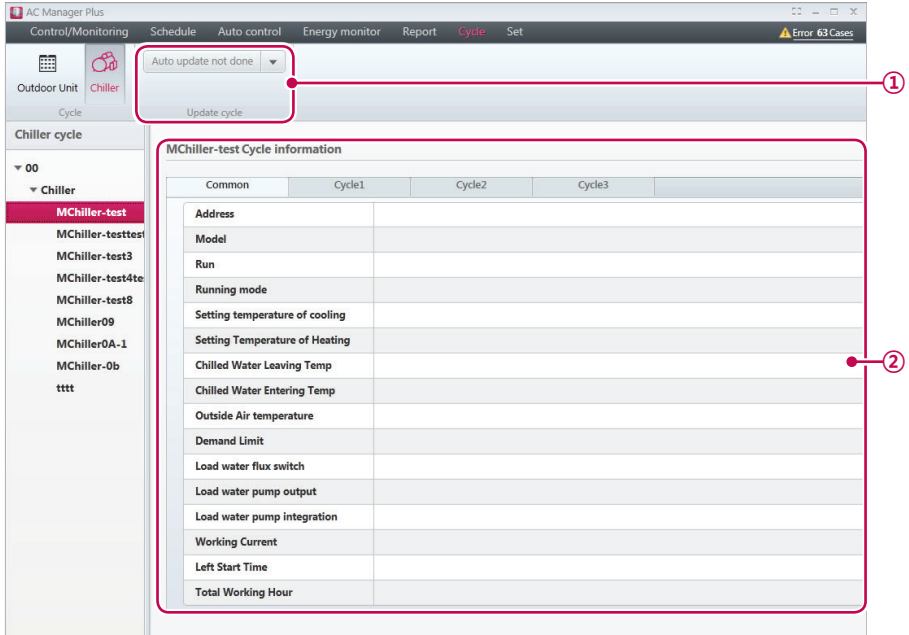 AC Manager Plus
Control/Monitoring Schedule Auto control Energy monitor Report Cycle Set Error 63 Cases
Auto update not done
①
Outdoor Unit Chiller
Cycle Update cycle
Chiller cycle
MChiller-test Cycle information
00
Common Cycle1 Cycle2 Cycle3
Chiller
MChiller-test
MChiller-testtest
MChiller-test3
MChiller-test4te
MChiller-test8
MChiller09
MChiller0A-1
MChiller-0b
tttt
Address
Model
Run
Running mode
Setting temperature of cooling
Setting Temperature of Heating
Chilled Water Leaving Temp
②
Chilled Water Entering Temp
Outside Air temperature
Demand Limit
Load water flux switch
Load water pump output
Load water pump integration
Working Current
Left Start Time
Total Working Hour